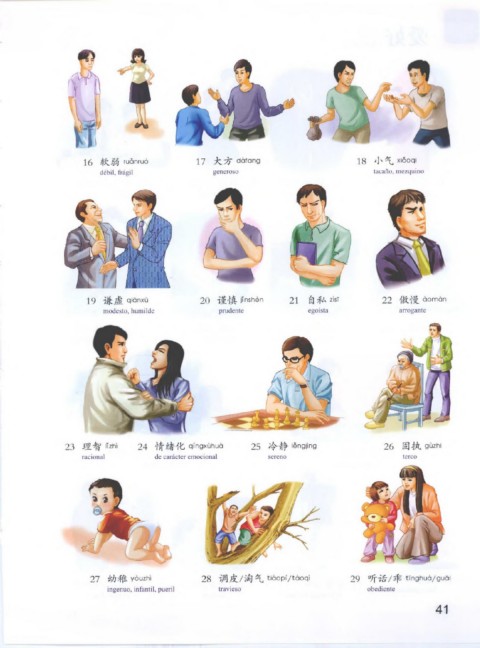 16 软弱 ruǎnruò
débil, frágil
17 大方 dàfang
generoso
18 小气 xiǎoqì
tacaño, mezquino
19 谦虚 qiānxū
modesto, humilde
20 谨慎 jǐnshèn
prudente
21 自私 zìsī
egoísta
22 傲慢 àomàn
arrogante
23 理智 lǐzhì
racional
24 情绪化 qíngxùhuà
de carácter emocional
25 冷静 lěngjìng
sereno
26 固执 gùzhi
terco
27 幼稚 yòuzhì
ingenuo, infantil, pueril
28 调皮/淘气 tiáopí/táoqì
travieso
29 听话/乖 tīnghuà/guāi
obediente
41